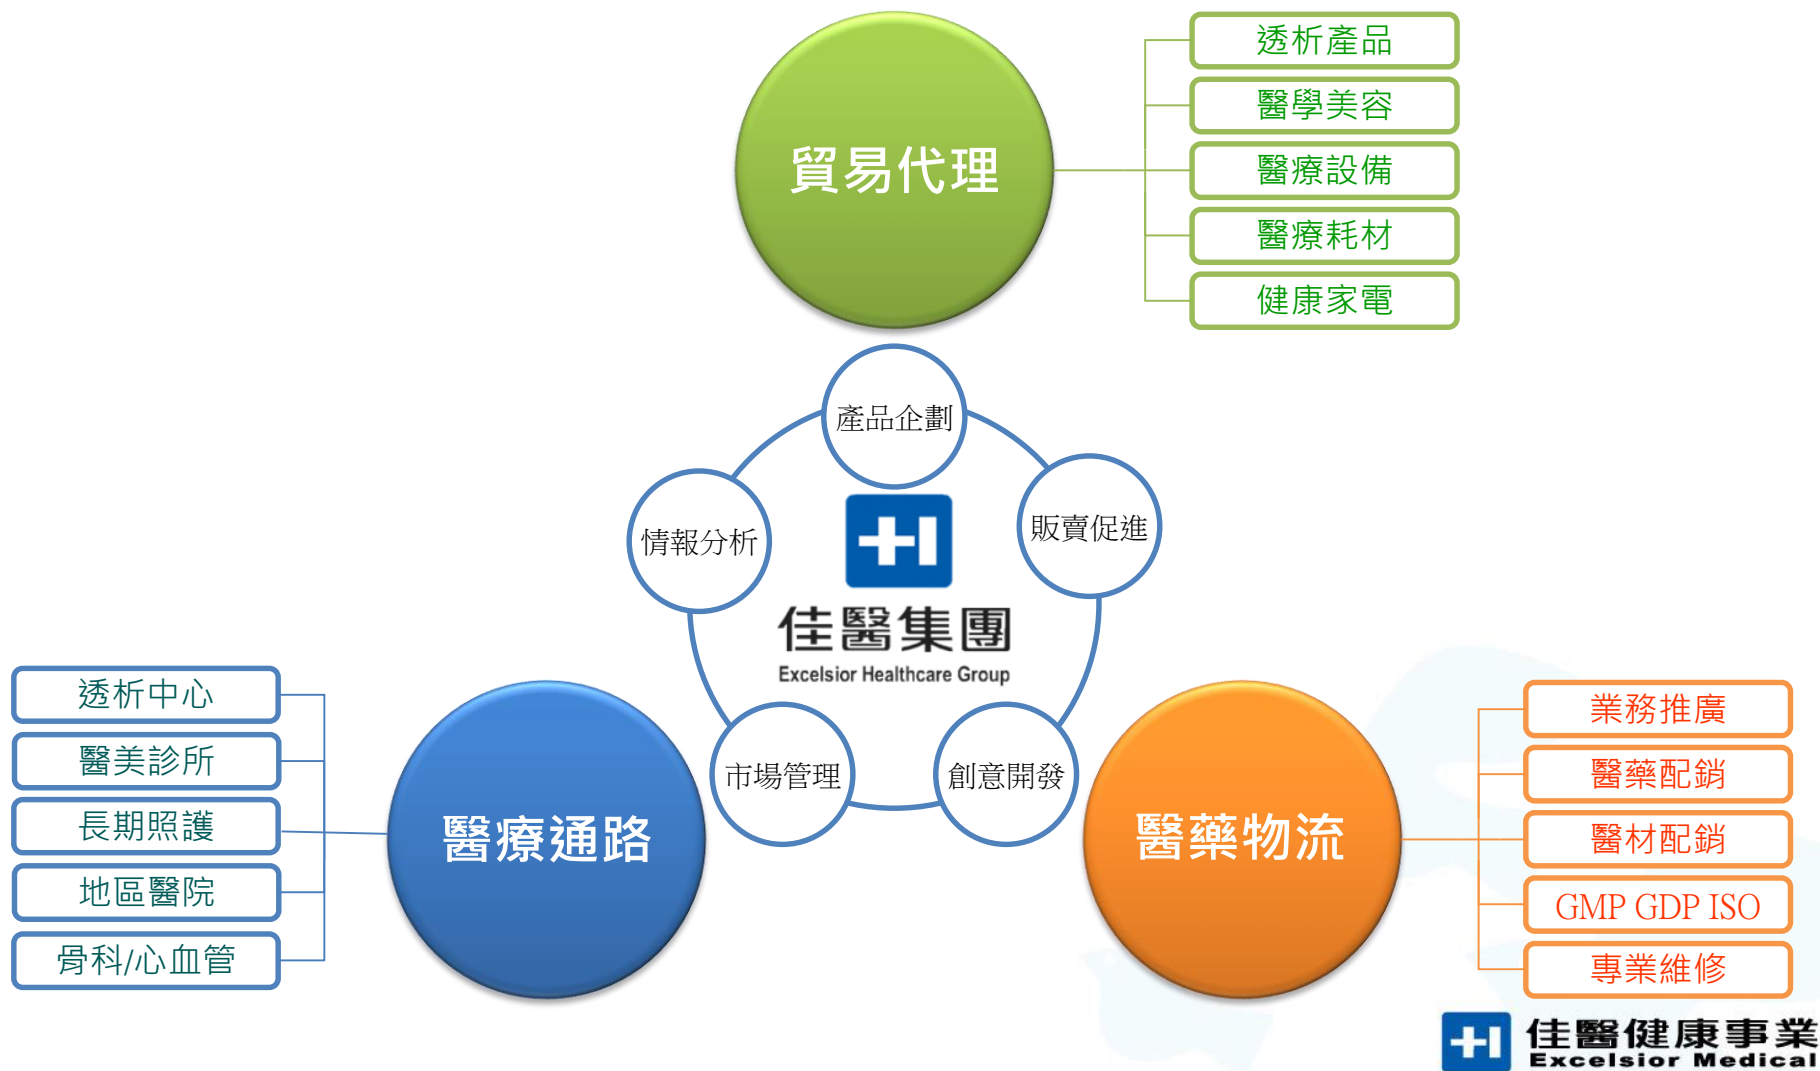 貿易代理
透析產品
醫學美容
醫療設備
醫療耗材
健康家電
產品企劃
販賣促進
情報分析
佳醫集團
Excelsior Healthcare Group
市場管理
創意開發
透析中心
醫美診所
長期照護
地區醫院
骨科/心血管
醫療通路
醫藥物流
業務推廣
醫藥配銷
醫材配銷
GMP GDP ISO
專業維修
佳醫健康事業
Excelsior Medical